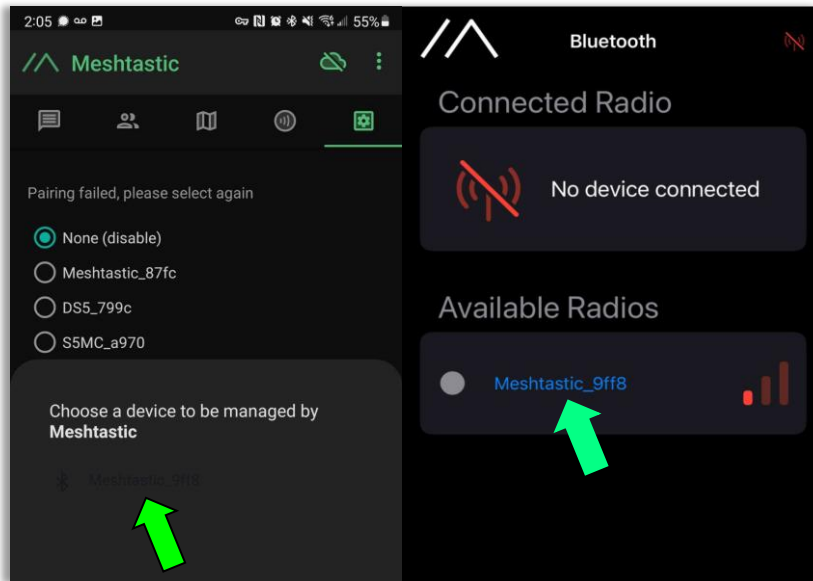 2:05 55%
Meshtastic
Pairing failed, please select again
None (disable)
Meshtastic_87fc
DS5_799c
S5MC_a970
Choose a device to be managed by
Meshtastic
Meshtastic_9ff8
Bluetooth
Connected Radio
No device connected
Available Radios
Meshtastic_9ff8